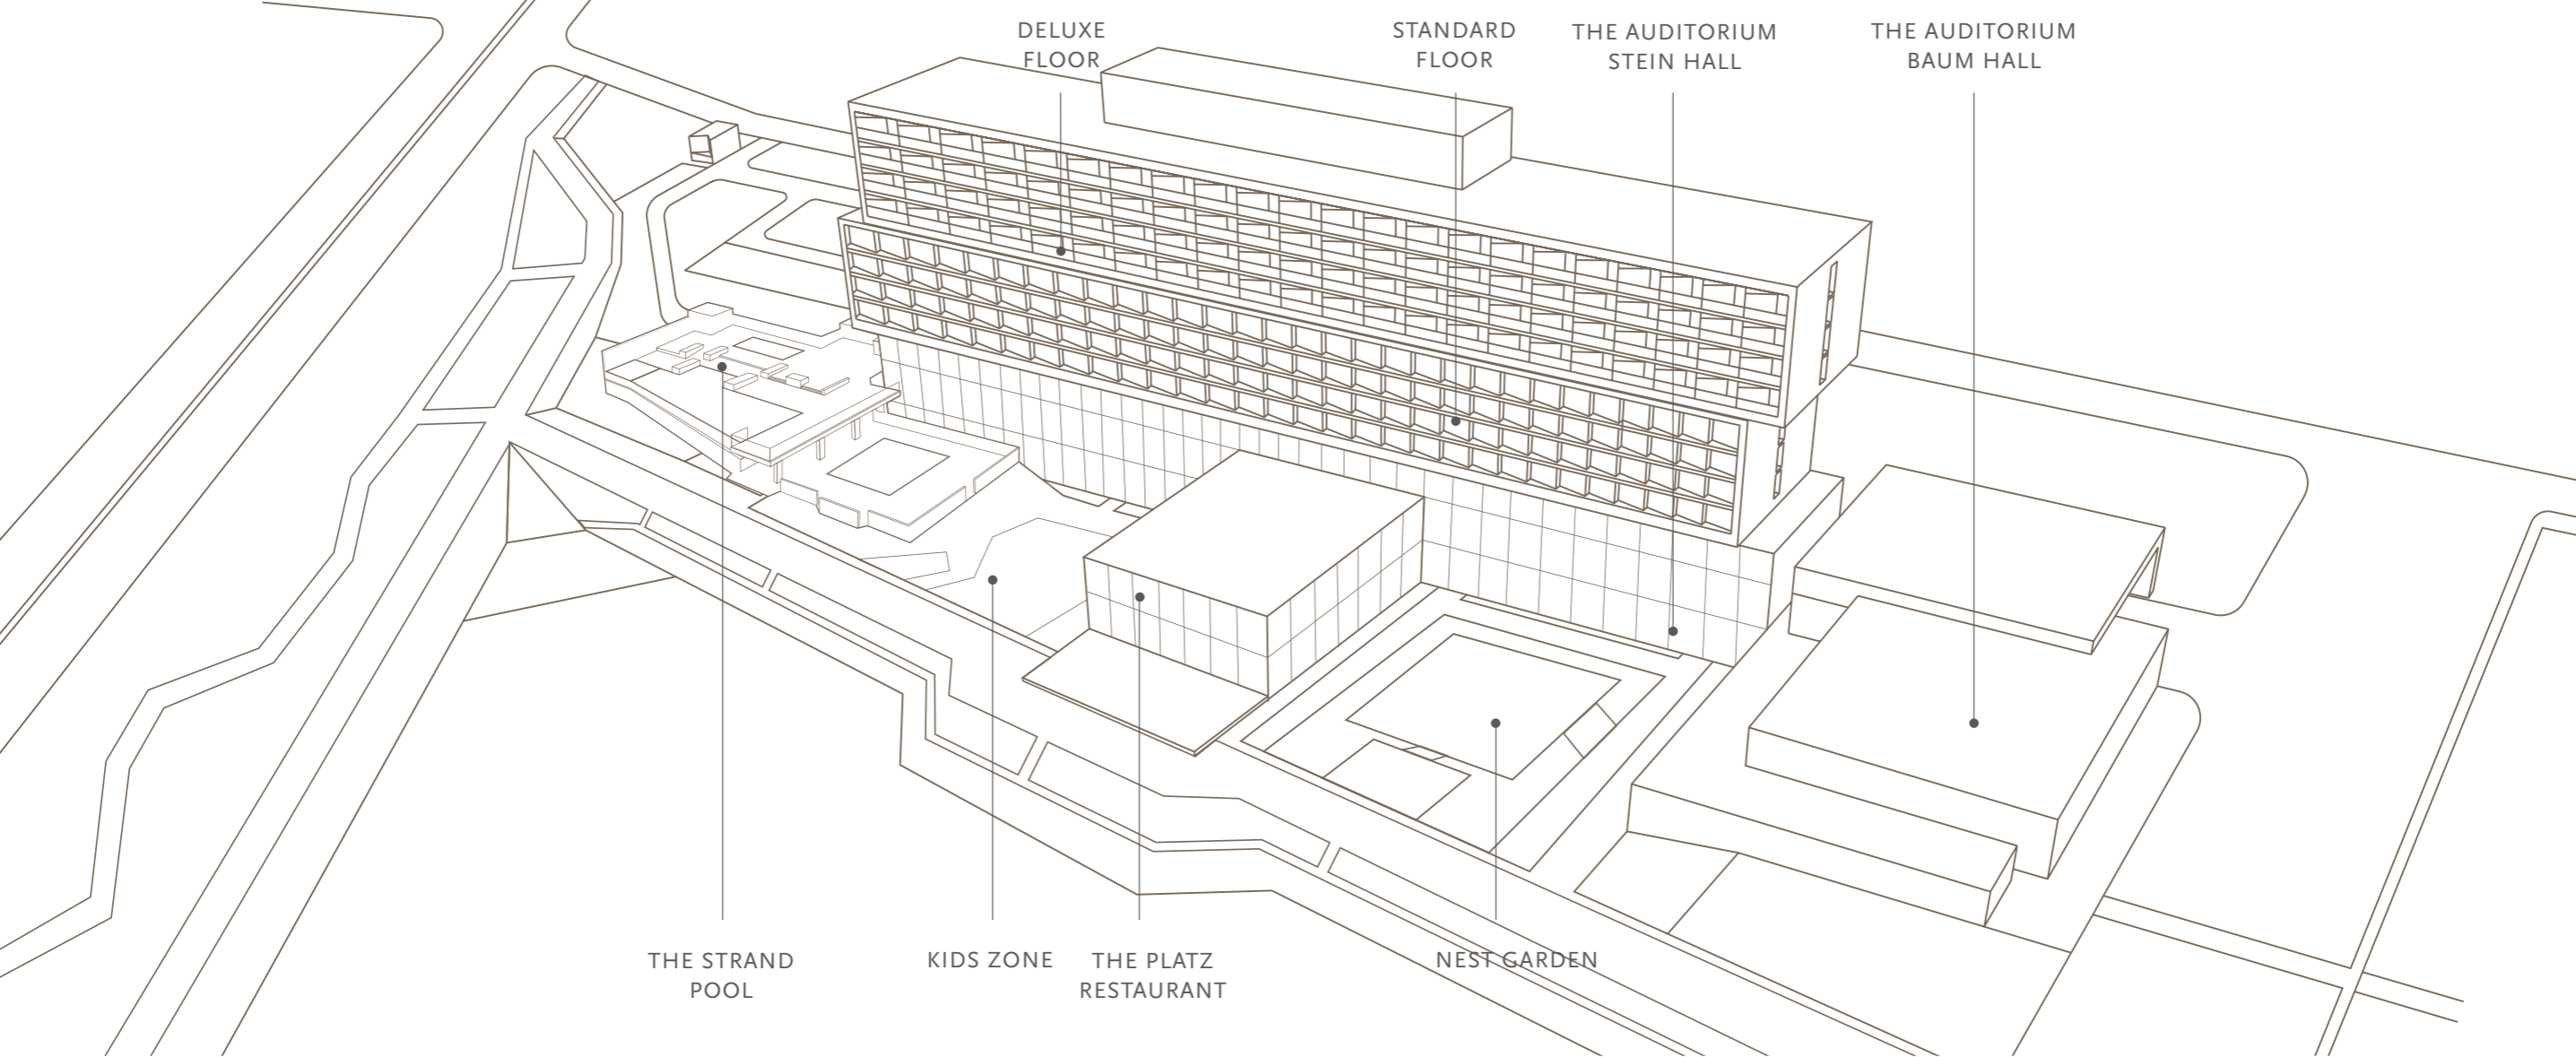 DELUXE
FLOOR
STANDARD
FLOOR
THE AUDITORIUM
STEIN HALL
THE AUDITORIUM
BAUM HALL
THE STRAND
POOL
KIDS ZONE
THE PLATZ
RESTAURANT
NEST GARDEN